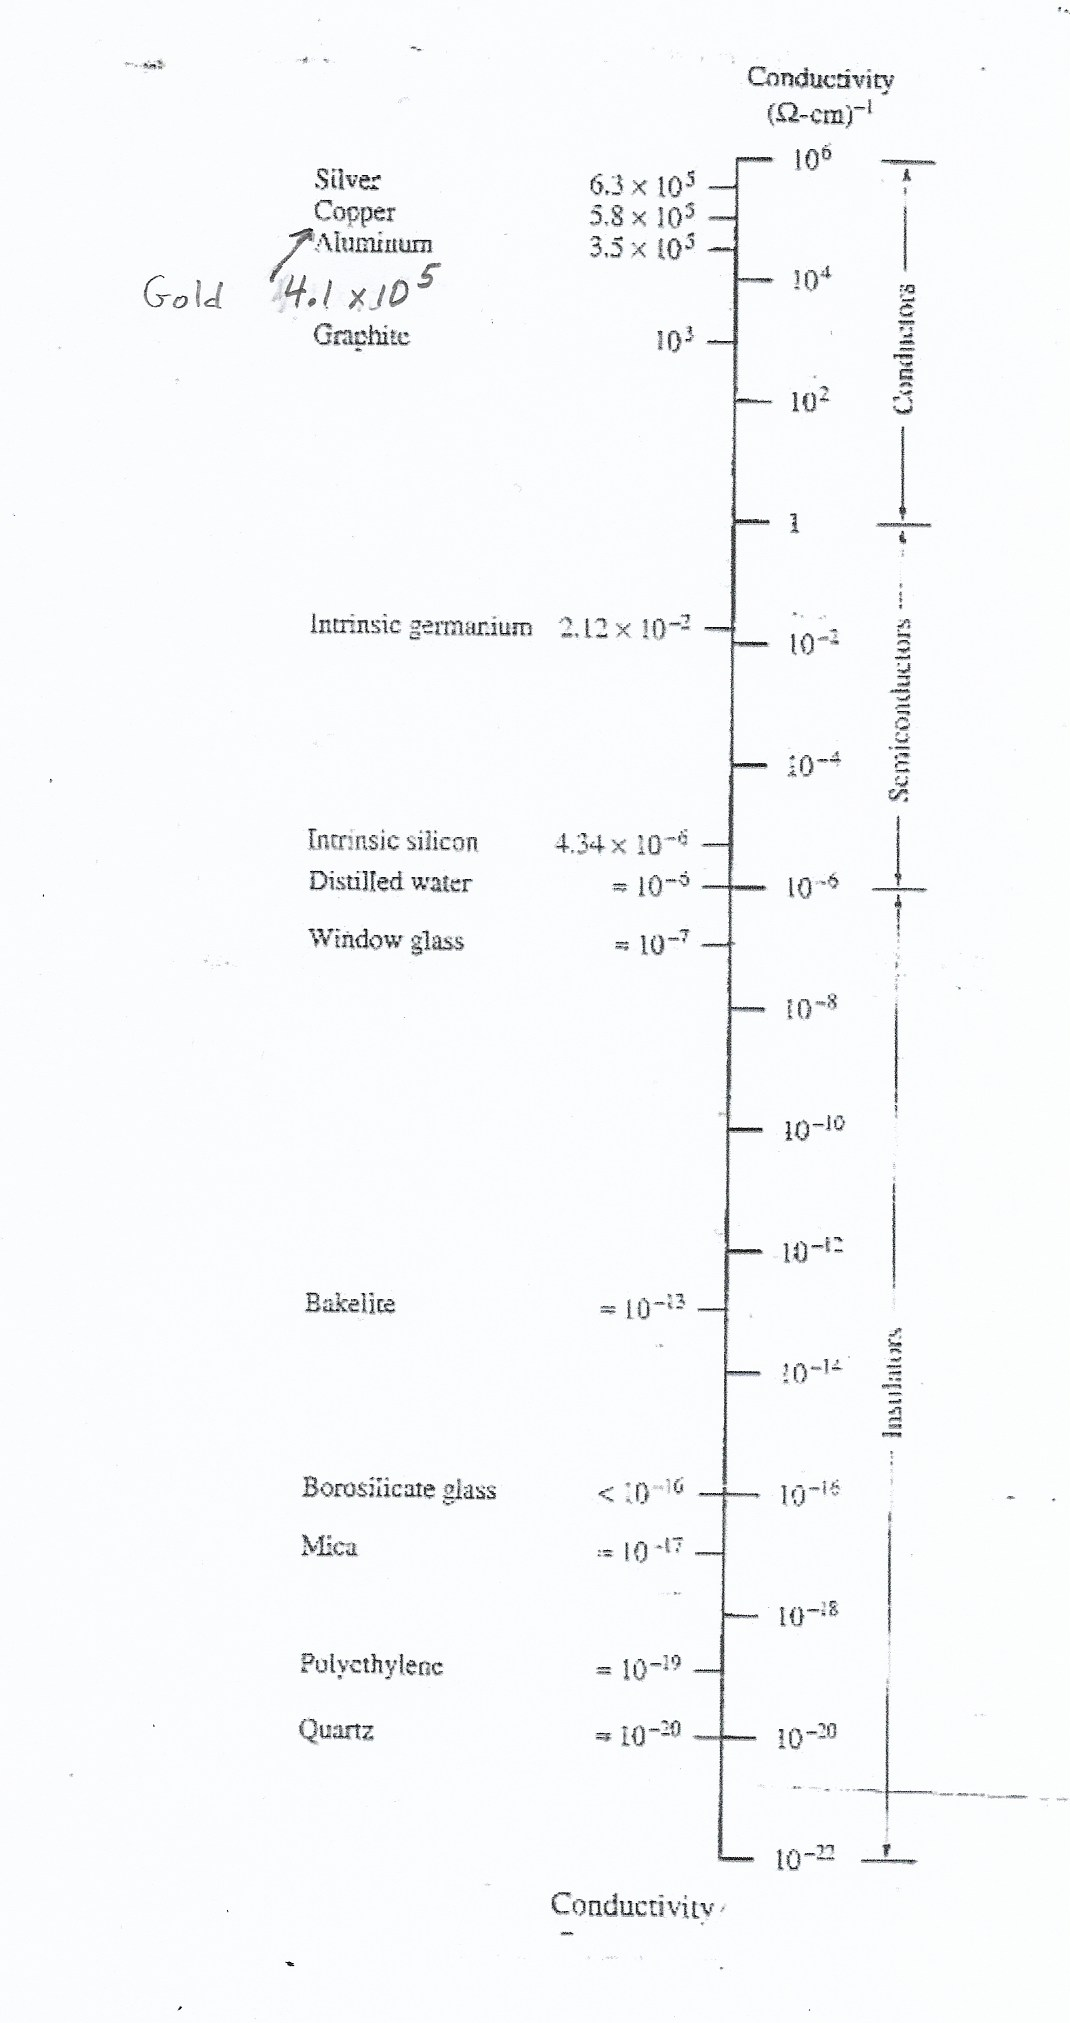 Conductivity
(Ω-cm)⁻¹
10⁶
Silver 6.3 × 10⁵
Copper 5.8 × 10⁵
Aluminum 3.5 × 10⁵
10⁴
Gold 4.1 × 10⁵
Graphite 10³
10²
Conductors
1
Intrinsic germanium 2.12 × 10⁻²
10⁻²
Semiconductors
10⁻⁴
Intrinsic silicon 4.34 × 10⁻⁶
Distilled water ≈ 10⁻⁶ 10⁻⁶
Window glass ≈ 10⁻⁷
10⁻⁸
10⁻¹⁰
10⁻¹²
Bakelite ≈ 10⁻¹³
10⁻¹⁴
Insulators
Borosilicate glass < 10⁻¹⁶ 10⁻¹⁶
Mica ≈ 10⁻¹⁷
10⁻¹⁸
Polyethylene ≈ 10⁻¹⁹
Quartz ≈ 10⁻²⁰ 10⁻²⁰
10⁻²²
Conductivity